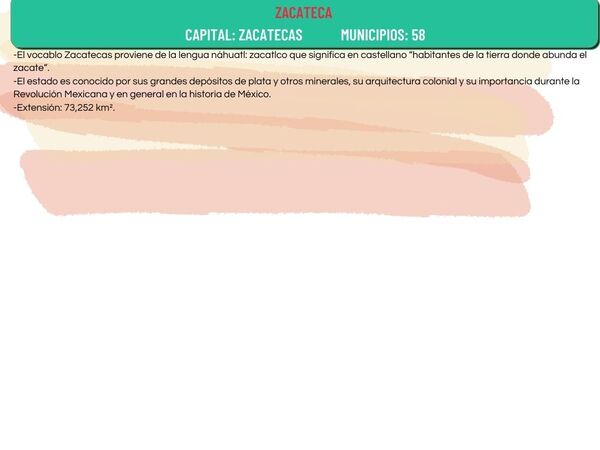 ZACATECA
CAPITAL: ZACATECAS MUNICIPIOS: 58
-El vocablo Zacatecas proviene de la lengua náhuatl: zacatlco que significa en castellano “habitantes de la tierra donde abunda el
zacate”.
-El estado es conocido por sus grandes depósitos de plata y otros minerales, su arquitectura colonial y su importancia durante la
Revolución Mexicana y en general en la historia de México.
-Extensión: 73,252 km².